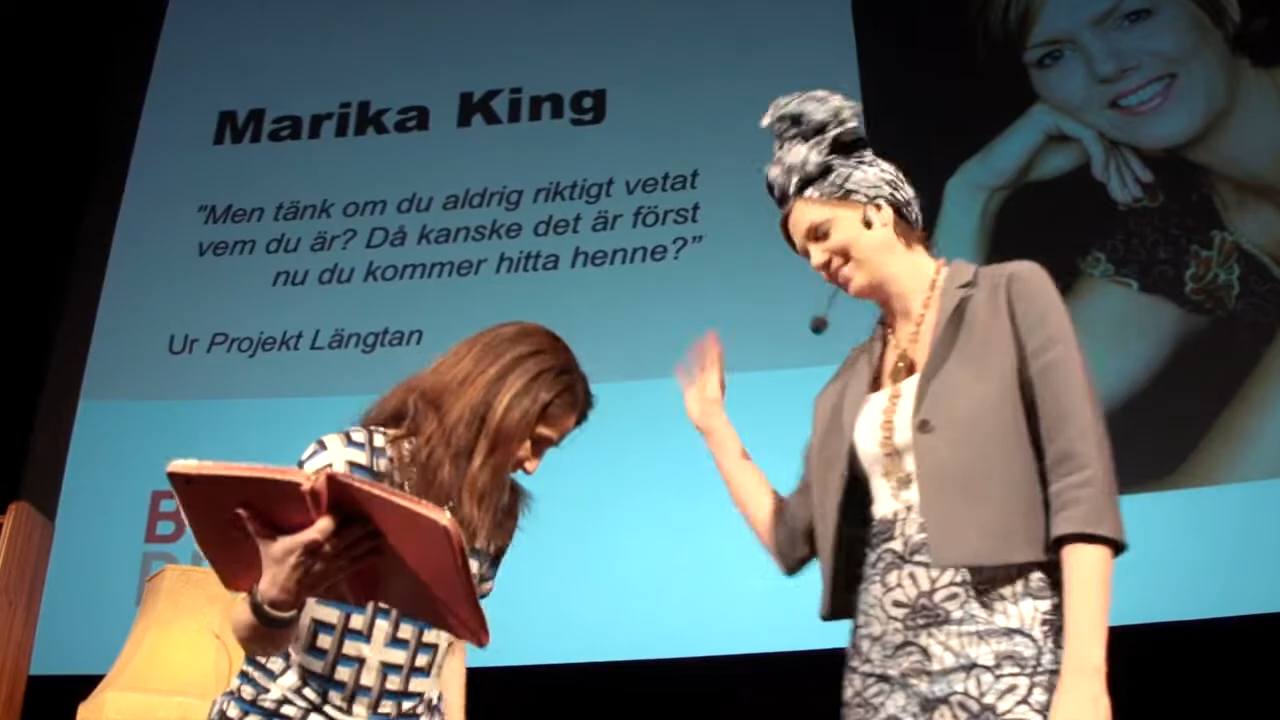 Marika King
"Men tänk om du aldrig riktigt vetat
vem du är? Då kanske det är först
nu du kommer hitta henne?”
Ur Projekt Längtan